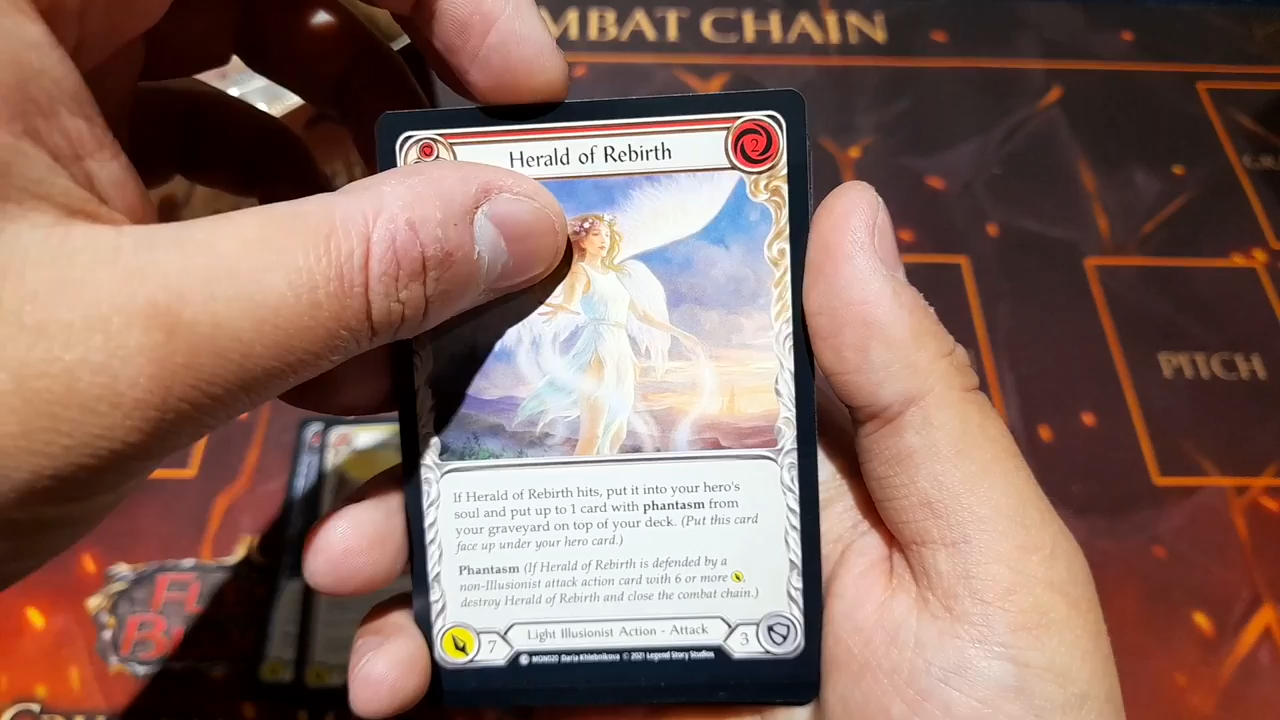 MBAT CHAIN
Herald of Rebirth
2
PITCH
If Herald of Rebirth hits, put it into your hero's
soul and put up to 1 card with phantasm from
your graveyard on top of your deck. (Put this card
face up under your hero card.)
Phantasm (If Herald of Rebirth is defended by a
non-Illusionist attack action card with 6 or more ,
destroy Herald of Rebirth and close the combat chain.)
7
Light Illusionist Action - Attack
3
C MON020 Daria Khlebnikova © 2021 Legend Story Studios